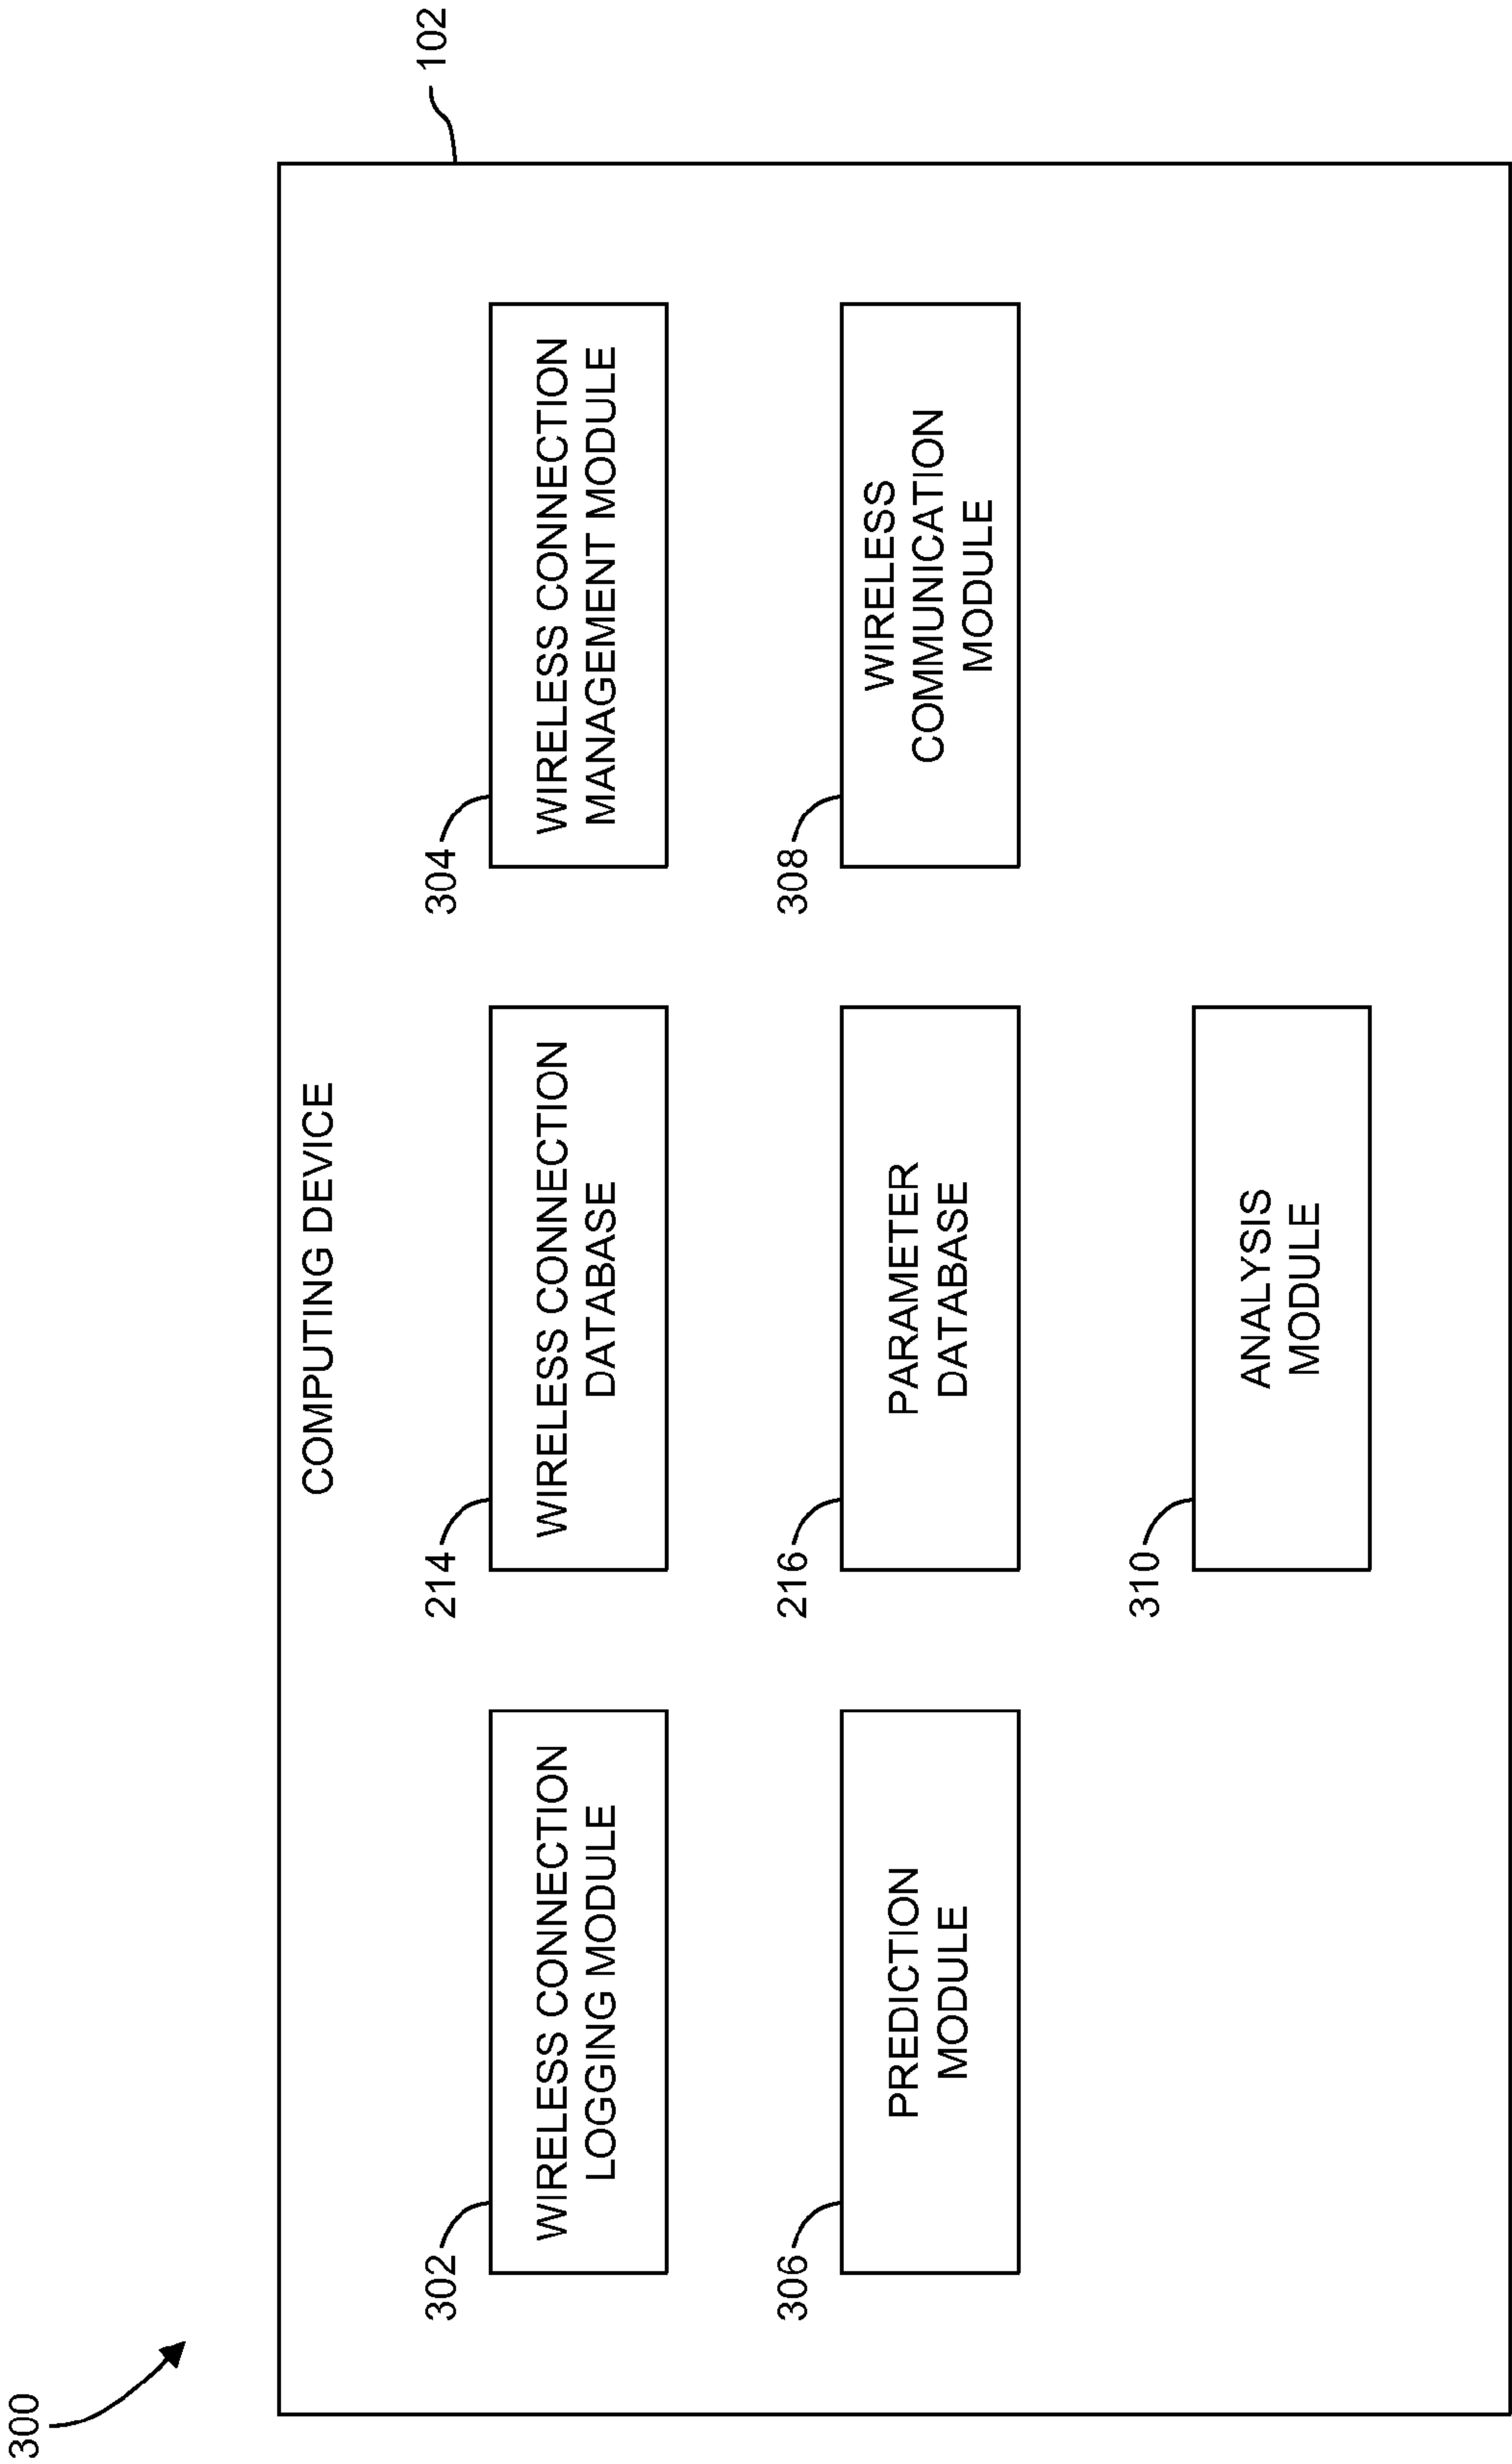 300
102
COMPUTING DEVICE
302
WIRELESS CONNECTION
LOGGING MODULE
214
WIRELESS CONNECTION
DATABASE
304
WIRELESS CONNECTION
MANAGEMENT MODULE
306
PREDICTION
MODULE
216
PARAMETER
DATABASE
308
WIRELESS
COMMUNICATION
MODULE
310
ANALYSIS
MODULE